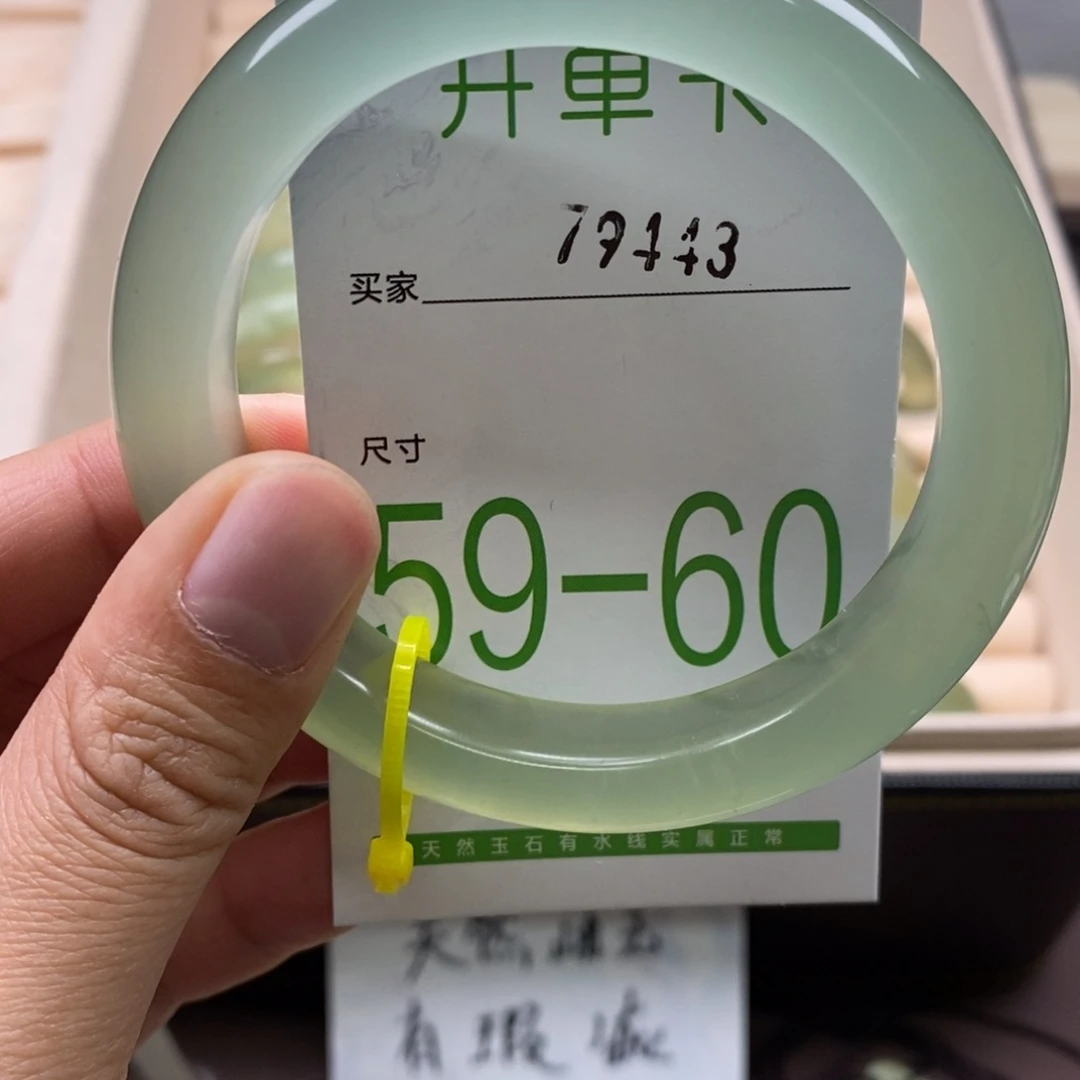 开单卡
买家 79443
尺寸
59-60
天然玉石有水线实属正常
天然
有瑕疵